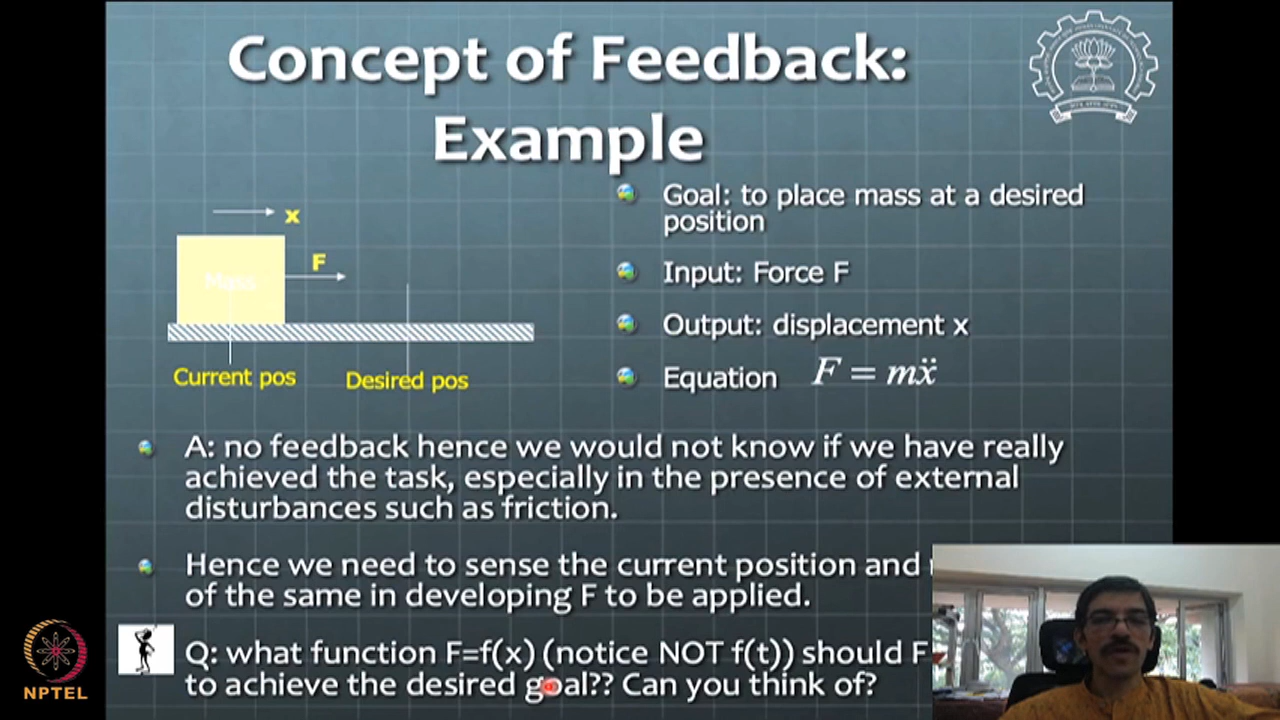 Concept of Feedback:
Example
x
F
Mass
Current pos
Desired pos
Goal: to place mass at a desired
position
Input: Force F
Output: displacement x
Equation F = mẍ
A: no feedback hence we would not know if we have really
achieved the task, especially in the presence of external
disturbances such as friction.
Hence we need to sense the current position and
of the same in developing F to be applied.
Q: what function F=f(x) (notice NOT f(t)) should F
to achieve the desired goal?? Can you think of?
NPTEL